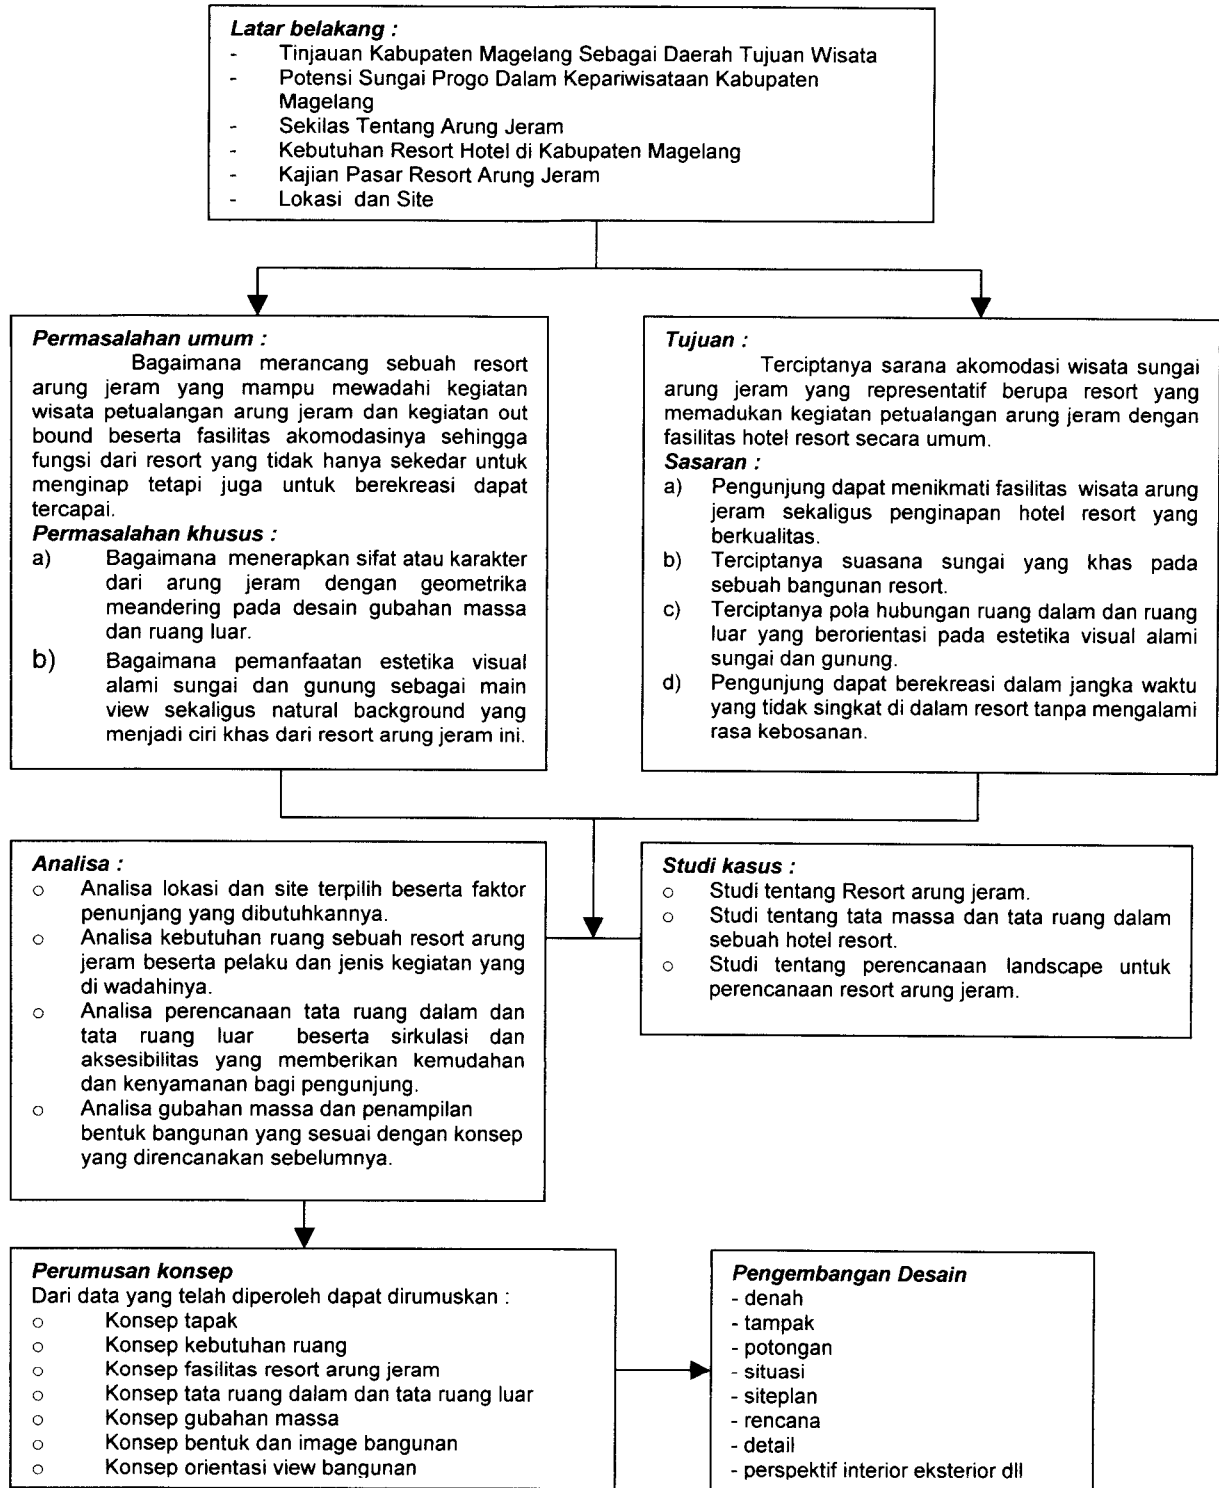 Latar belakang :
- Tinjauan Kabupaten Magelang Sebagai Daerah Tujuan Wisata
- Potensi Sungai Progo Dalam Kepariwisataan Kabupaten
Magelang
- Sekilas Tentang Arung Jeram
- Kebutuhan Resort Hotel di Kabupaten Magelang
- Kajian Pasar Resort Arung Jeram
- Lokasi dan Site
Permasalahan umum :
Bagaimana merancang sebuah resort
arung jeram yang mampu mewadahi kegiatan
wisata petualangan arung jeram dan kegiatan out
bound beserta fasilitas akomodasinya sehingga
fungsi dari resort yang tidak hanya sekedar untuk
menginap tetapi juga untuk berekreasi dapat
tercapai.
Permasalahan khusus :
a) Bagaimana menerapkan sifat atau karakter
dari arung jeram dengan geometrika
meandering pada desain gubahan massa
dan ruang luar.
b) Bagaimana pemanfaatan estetika visual
alami sungai dan gunung sebagai main
view sekaligus natural background yang
menjadi ciri khas dari resort arung jeram ini.
Tujuan :
Terciptanya sarana akomodasi wisata sungai
arung jeram yang representatif berupa resort yang
memadukan kegiatan petualangan arung jeram dengan
fasilitas hotel resort secara umum.
Sasaran :
a) Pengunjung dapat menikmati fasilitas wisata arung
jeram sekaligus penginapan hotel resort yang
berkualitas.
b) Terciptanya suasana sungai yang khas pada
sebuah bangunan resort.
c) Terciptanya pola hubungan ruang dalam dan ruang
luar yang berorientasi pada estetika visual alami
sungai dan gunung.
d) Pengunjung dapat berekreasi dalam jangka waktu
yang tidak singkat di dalam resort tanpa mengalami
rasa kebosanan.
Analisa :
o Analisa lokasi dan site terpilih beserta faktor
penunjang yang dibutuhkannya.
o Analisa kebutuhan ruang sebuah resort arung
jeram beserta pelaku dan jenis kegiatan yang
di wadahinya.
o Analisa perencanaan tata ruang dalam dan
tata ruang luar beserta sirkulasi dan
aksesibilitas yang memberikan kemudahan
dan kenyamanan bagi pengunjung.
o Analisa gubahan massa dan penampilan
bentuk bangunan yang sesuai dengan konsep
yang direncanakan sebelumnya.
Studi kasus :
o Studi tentang Resort arung jeram.
o Studi tentang tata massa dan tata ruang dalam
sebuah hotel resort.
o Studi tentang perencanaan landscape untuk
perencanaan resort arung jeram.
Perumusan konsep
Dari data yang telah diperoleh dapat dirumuskan :
o Konsep tapak
o Konsep kebutuhan ruang
o Konsep fasilitas resort arung jeram
o Konsep tata ruang dalam dan tata ruang luar
o Konsep gubahan massa
o Konsep bentuk dan image bangunan
o Konsep orientasi view bangunan
Pengembangan Desain
- denah
- tampak
- potongan
- situasi
- siteplan
- rencana
- detail
- perspektif interior eksterior dll